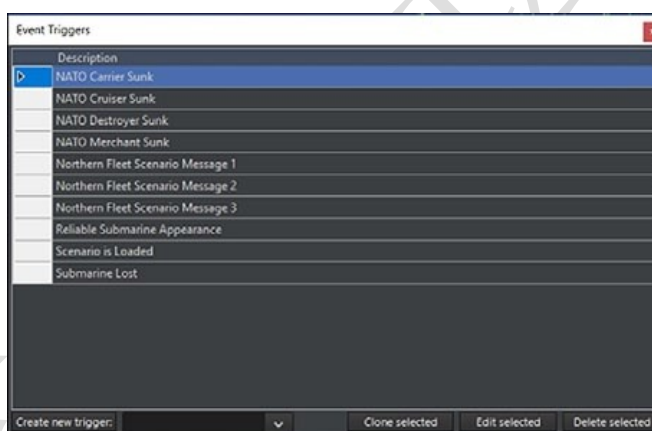 Event Triggers
Description
NATO Carrier Sunk
NATO Cruiser Sunk
NATO Destroyer Sunk
NATO Merchant Sunk
Northern Fleet Scenario Message 1
Northern Fleet Scenario Message 2
Northern Fleet Scenario Message 3
Reliable Submarine Appearance
Scenario is Loaded
Submarine Lost
Create new trigger: Clone selected Edit selected Delete selected